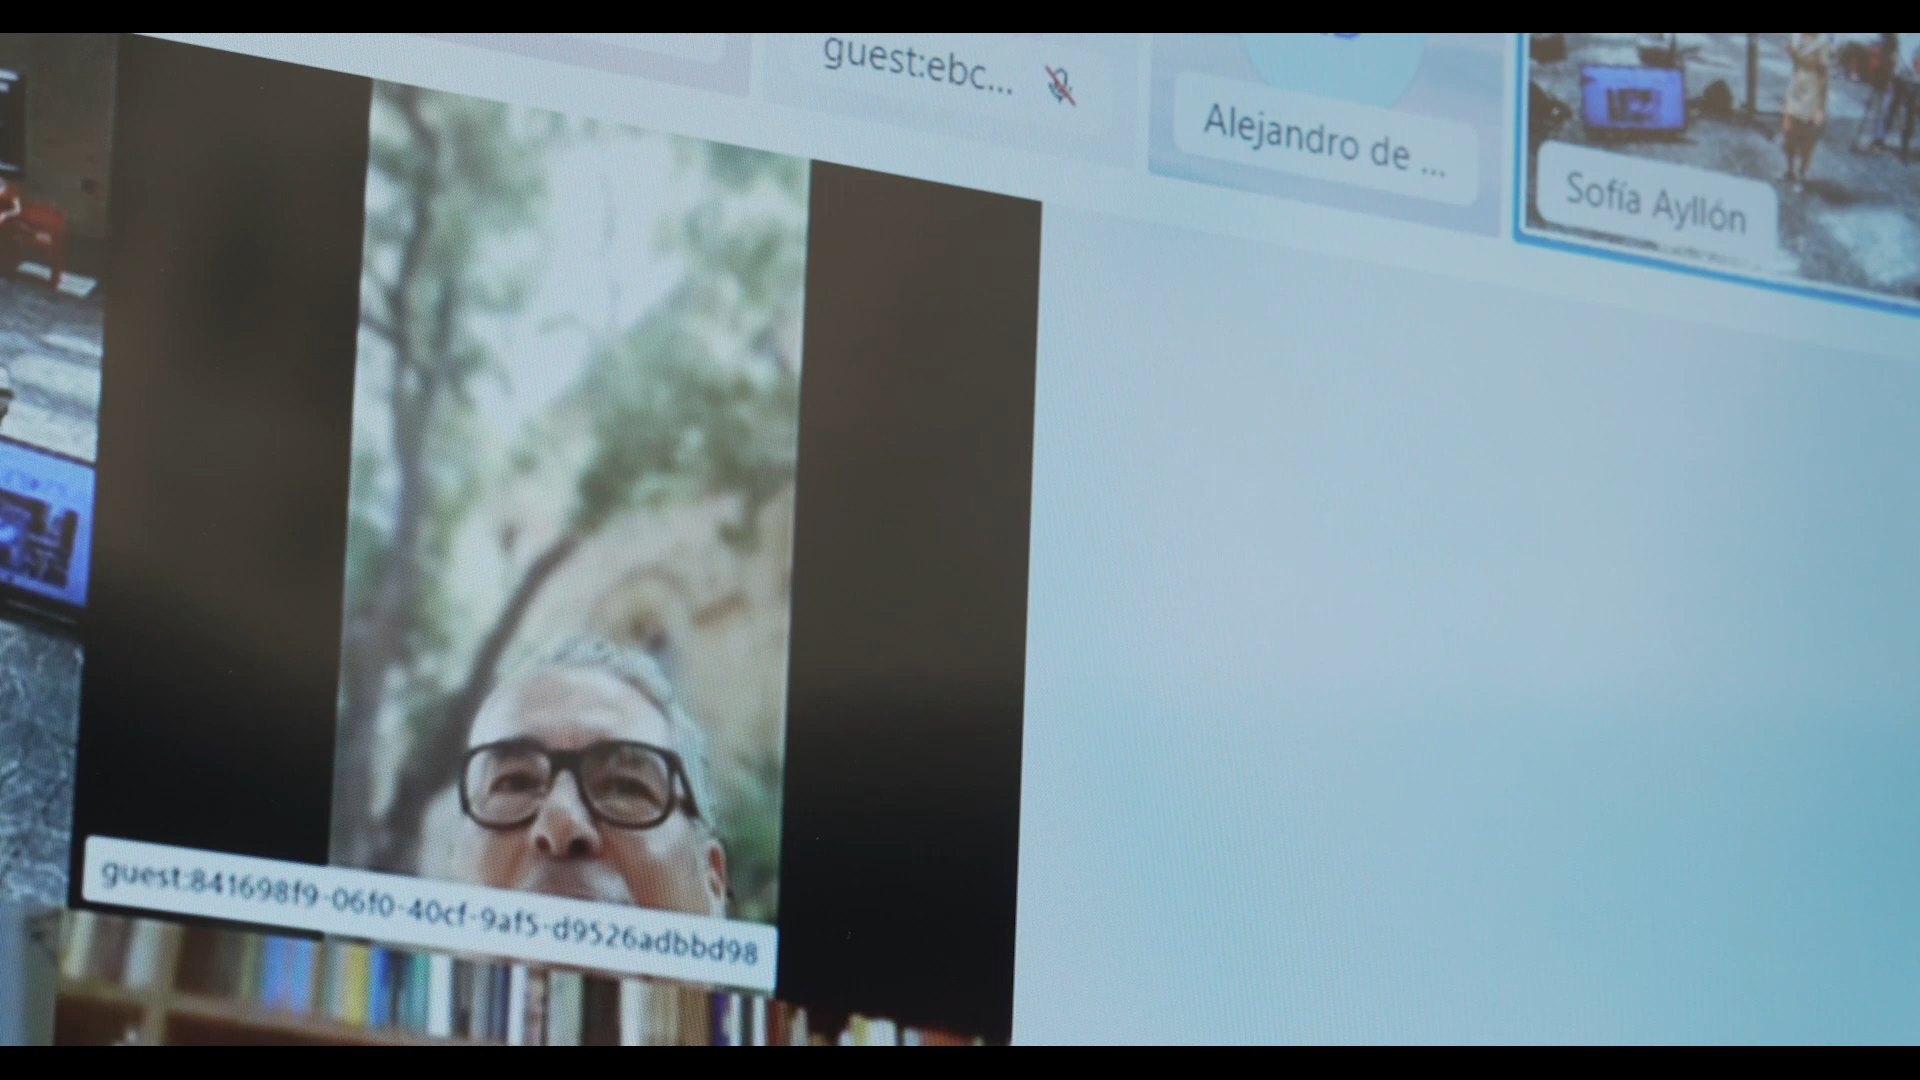 guest:ebc...
Alejandro de ...
Sofía Ayllón
guest:841698f9-06f0-40cf-9af5-d9526adbbd98